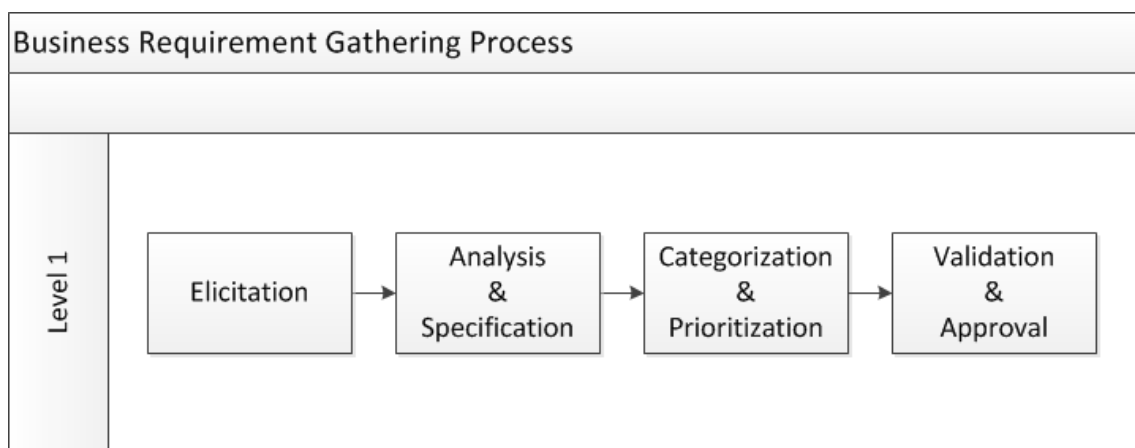 Business Requirement Gathering Process
Level 1
Elicitation
Analysis
&
Specification
Categorization
&
Prioritization
Validation
&
Approval